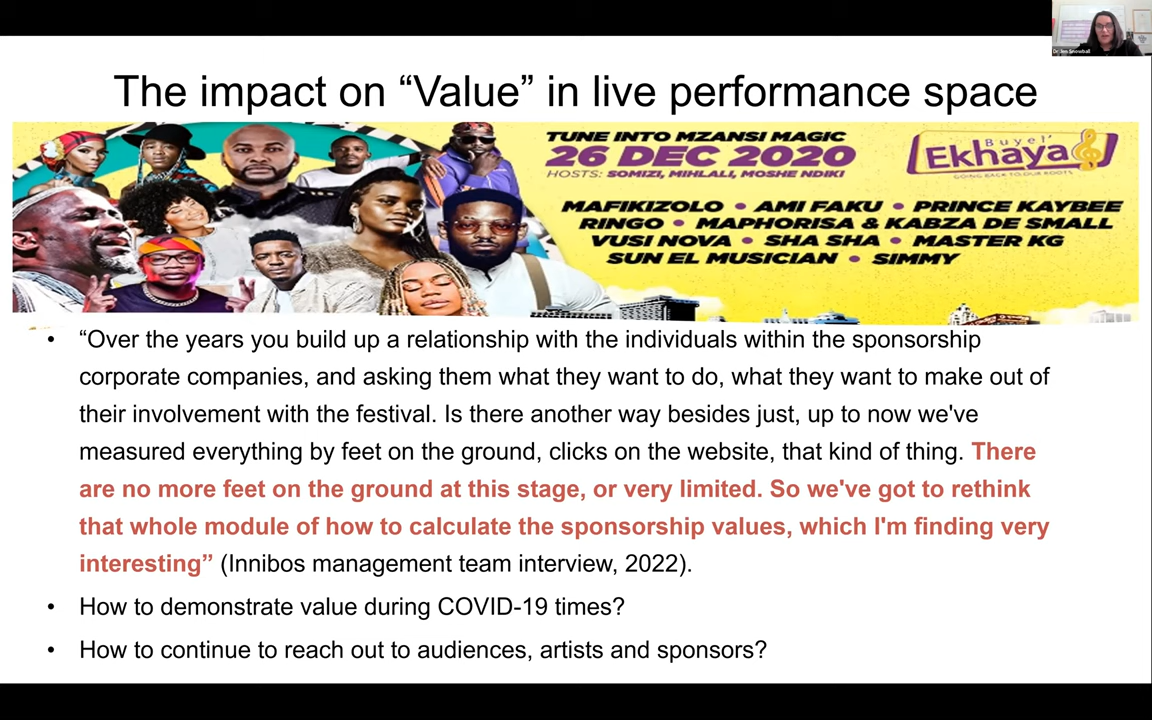 The impact on “Value” in live performance space
TUNE INTO MZANSI MAGIC
26 DEC 2020
HOSTS: SOMIZI, MIHLALI, MOSHE NDIKI
Buyel’
Ekhaya
GOING BACK TO OUR ROOTS
MAFIKIZOLO • AMI FAKU • PRINCE KAYBEE
RINGO • MAPHORISA & KABZA DE SMALL
VUSI NOVA • SHA SHA • MASTER KG
SUN EL MUSICIAN • SIMMY
• “Over the years you build up a relationship with the individuals within the sponsorship
corporate companies, and asking them what they want to do, what they want to make out of
their involvement with the festival. Is there another way besides just, up to now we've
measured everything by feet on the ground, clicks on the website, that kind of thing. There
are no more feet on the ground at this stage, or very limited. So we've got to rethink
that whole module of how to calculate the sponsorship values, which I'm finding very
interesting” (Innibos management team interview, 2022).
• How to demonstrate value during COVID-19 times?
• How to continue to reach out to audiences, artists and sponsors?